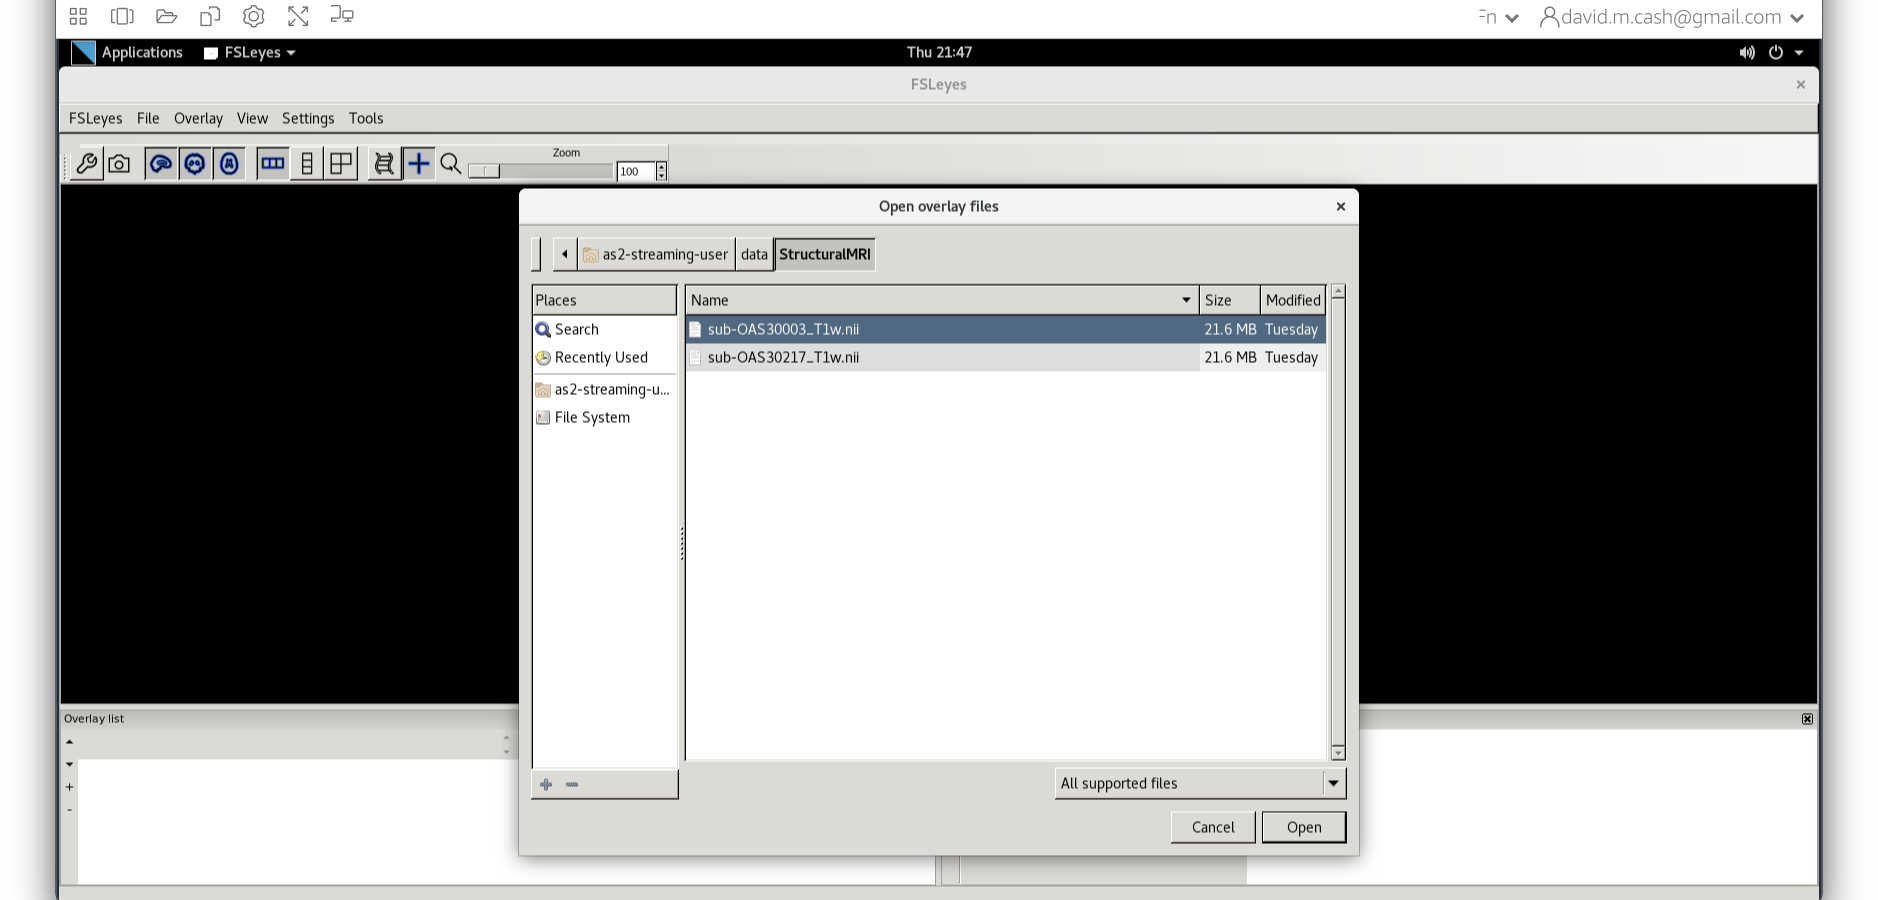 david.m.cash@gmail.com
Applications FSLeyes Thu 21:47
FSLeyes
FSLeyes File Overlay View Settings Tools
Zoom
100
Open overlay files
as2-streaming-user data StructuralMRI
Places Name Size Modified
Search sub-OAS30003_T1w.nii 21.6 MB Tuesday
Recently Used sub-OAS30217_T1w.nii 21.6 MB Tuesday
as2-streaming-u...
File System
Overlay list
All supported files
Cancel Open